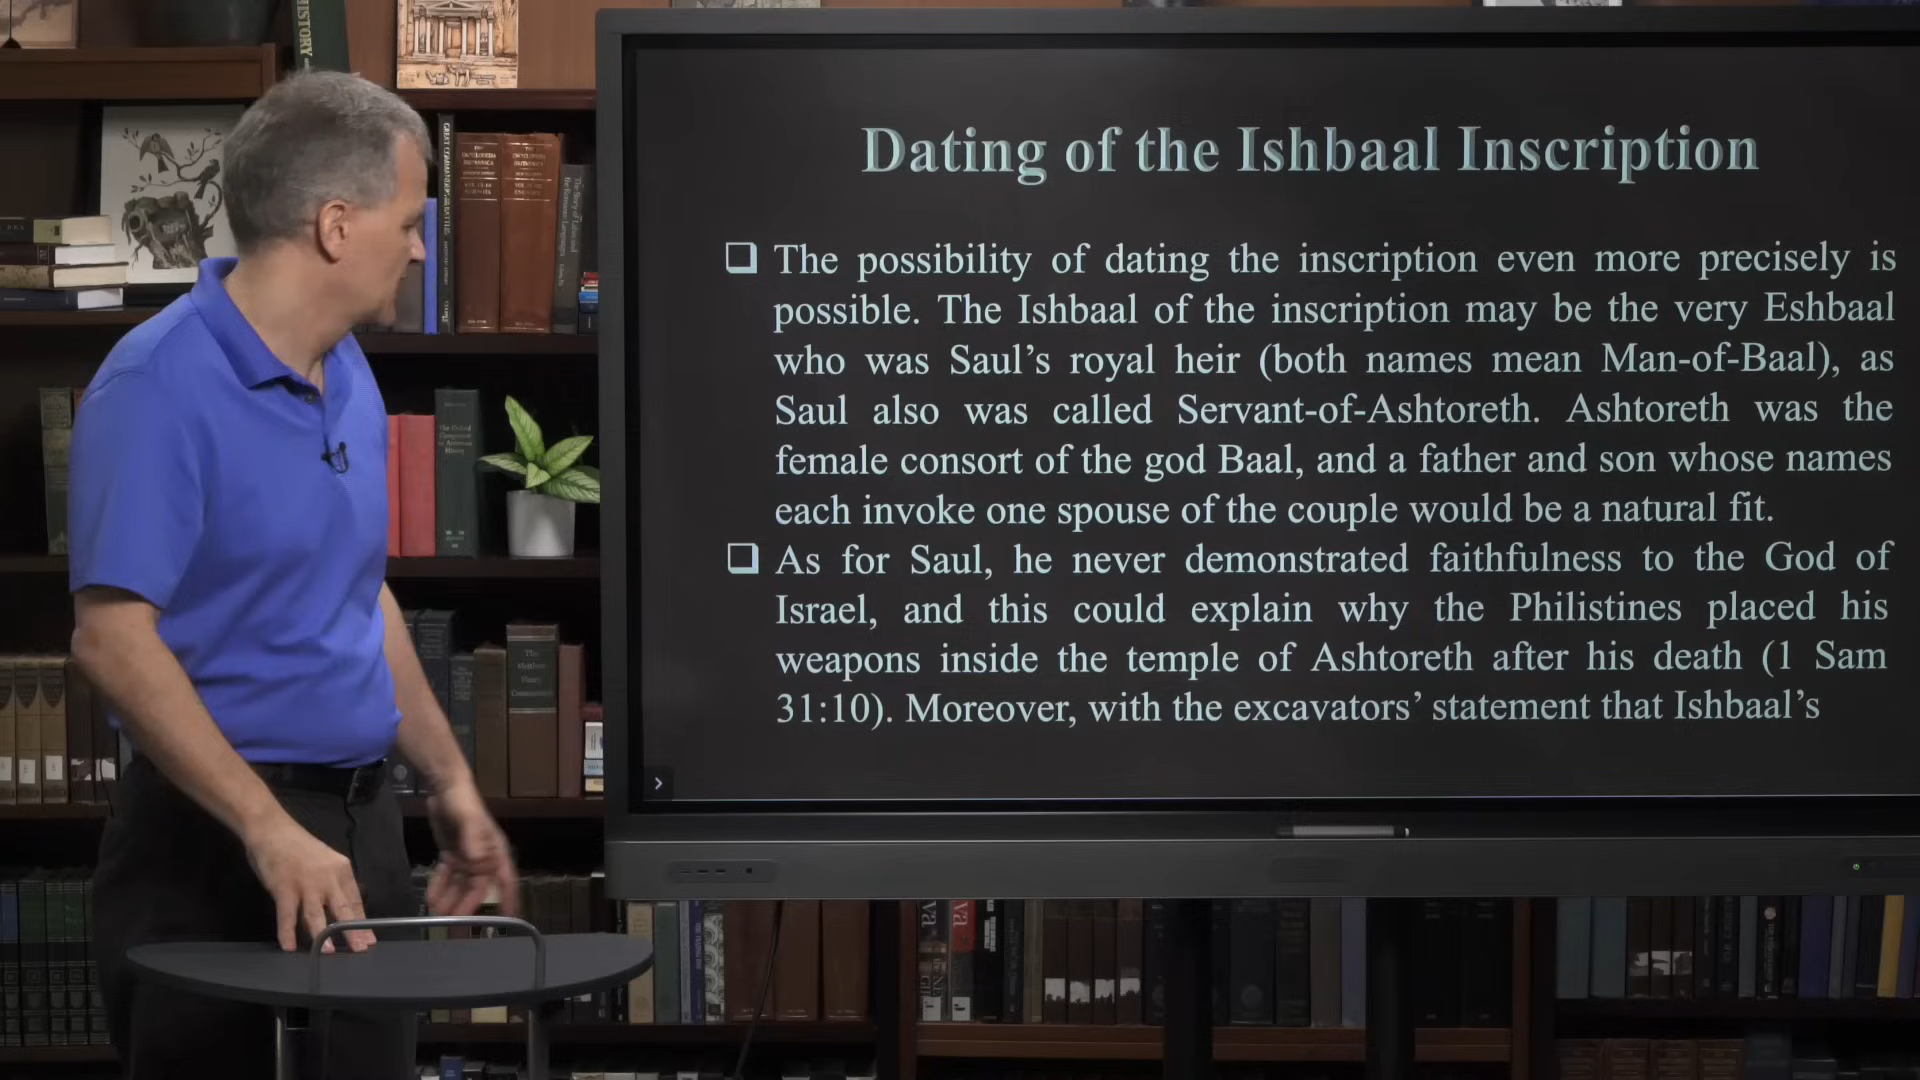 HISTORY
Dating of the Ishbaal Inscription
The possibility of dating the inscription even more precisely is
possible. The Ishbaal of the inscription may be the very Eshbaal
who was Saul’s royal heir (both names mean Man-of-Baal), as
Saul also was called Servant-of-Ashtoreth. Ashtoreth was the
female consort of the god Baal, and a father and son whose names
each invoke one spouse of the couple would be a natural fit.
As for Saul, he never demonstrated faithfulness to the God of
Israel, and this could explain why the Philistines placed his
weapons inside the temple of Ashtoreth after his death (1 Sam
31:10). Moreover, with the excavators’ statement that Ishbaal’s